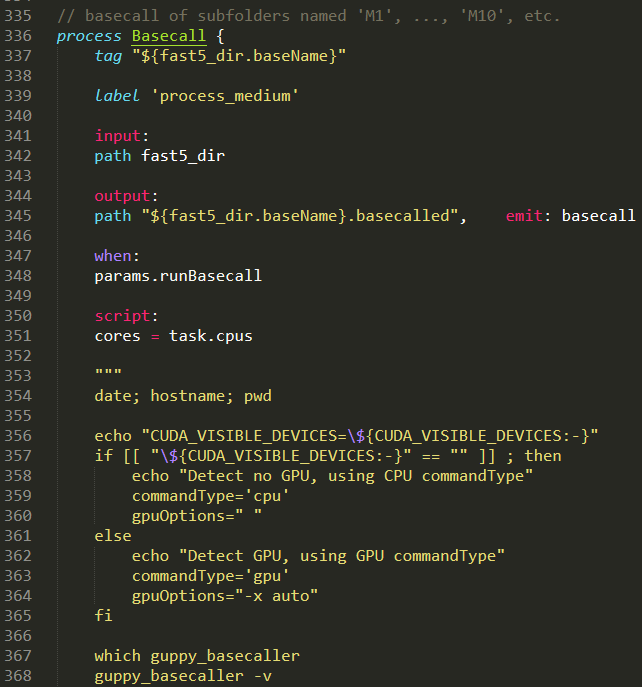 335 // basecall of subfolders named 'M1', ..., 'M10', etc.
336 process Basecall {
337     tag "${fast5_dir.baseName}"
338
339     label 'process_medium'
340
341     input:
342     path fast5_dir
343
344     output:
345     path "${fast5_dir.baseName}.basecalled",    emit: basecall
346
347     when:
348     params.runBasecall
349
350     script:
351     cores = task.cpus
352
353     """
354     date; hostname; pwd
355
356     echo "CUDA_VISIBLE_DEVICES=\${CUDA_VISIBLE_DEVICES:-}"
357     if [[ "\${CUDA_VISIBLE_DEVICES:-}" == "" ]] ; then
358         echo "Detect no GPU, using CPU commandType"
359         commandType='cpu'
360         gpuOptions=" "
361     else
362         echo "Detect GPU, using GPU commandType"
363         commandType='gpu'
364         gpuOptions="-x auto"
365     fi
366
367     which guppy_basecaller
368     guppy_basecaller -v